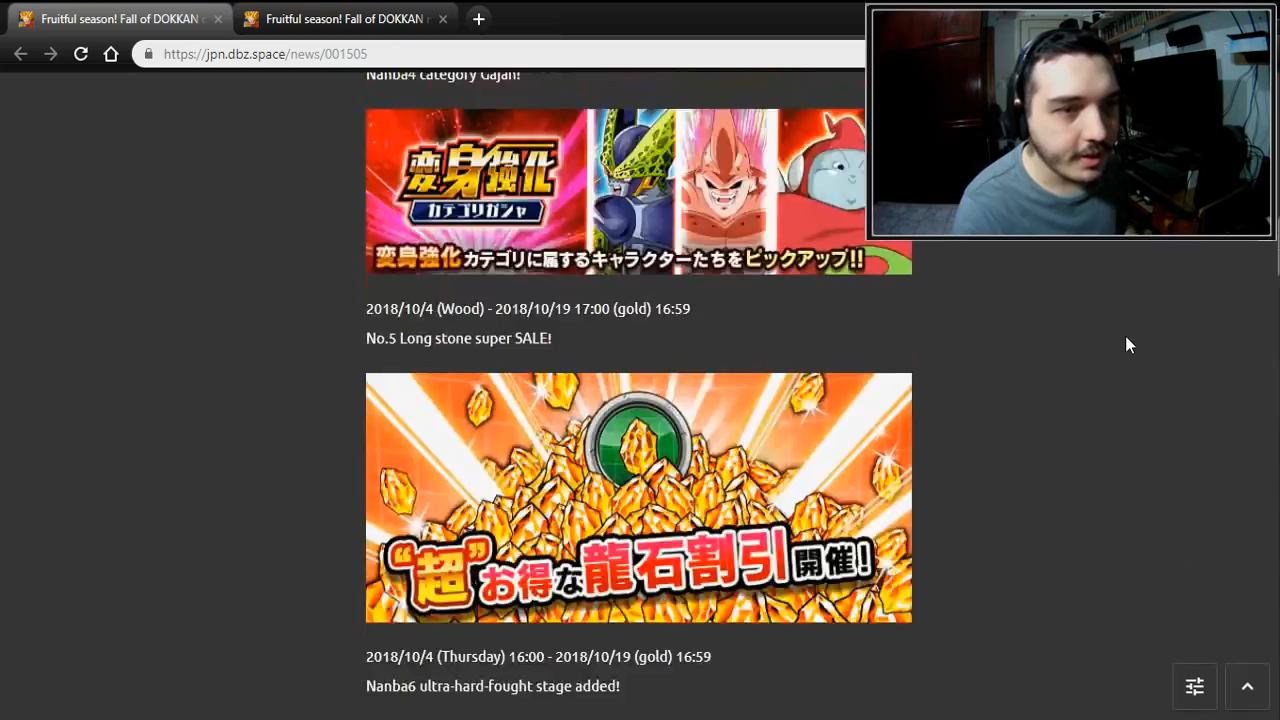 Fruitful season! Fall of DOKKAN
Fruitful season! Fall of DOKKAN
https://jpn.dbz.space/news/001505
Nanba4 category Gajah!
変身強化
カテゴリガシャ
変身強化カテゴリに属するキャラクターたちをピックアップ!!
2018/10/4 (Wood) - 2018/10/19 17:00 (gold) 16:59
No.5 Long stone super SALE!
"超"お得な龍石割引開催!
2018/10/4 (Thursday) 16:00 - 2018/10/19 (gold) 16:59
Nanba6 ultra-hard-fought stage added!